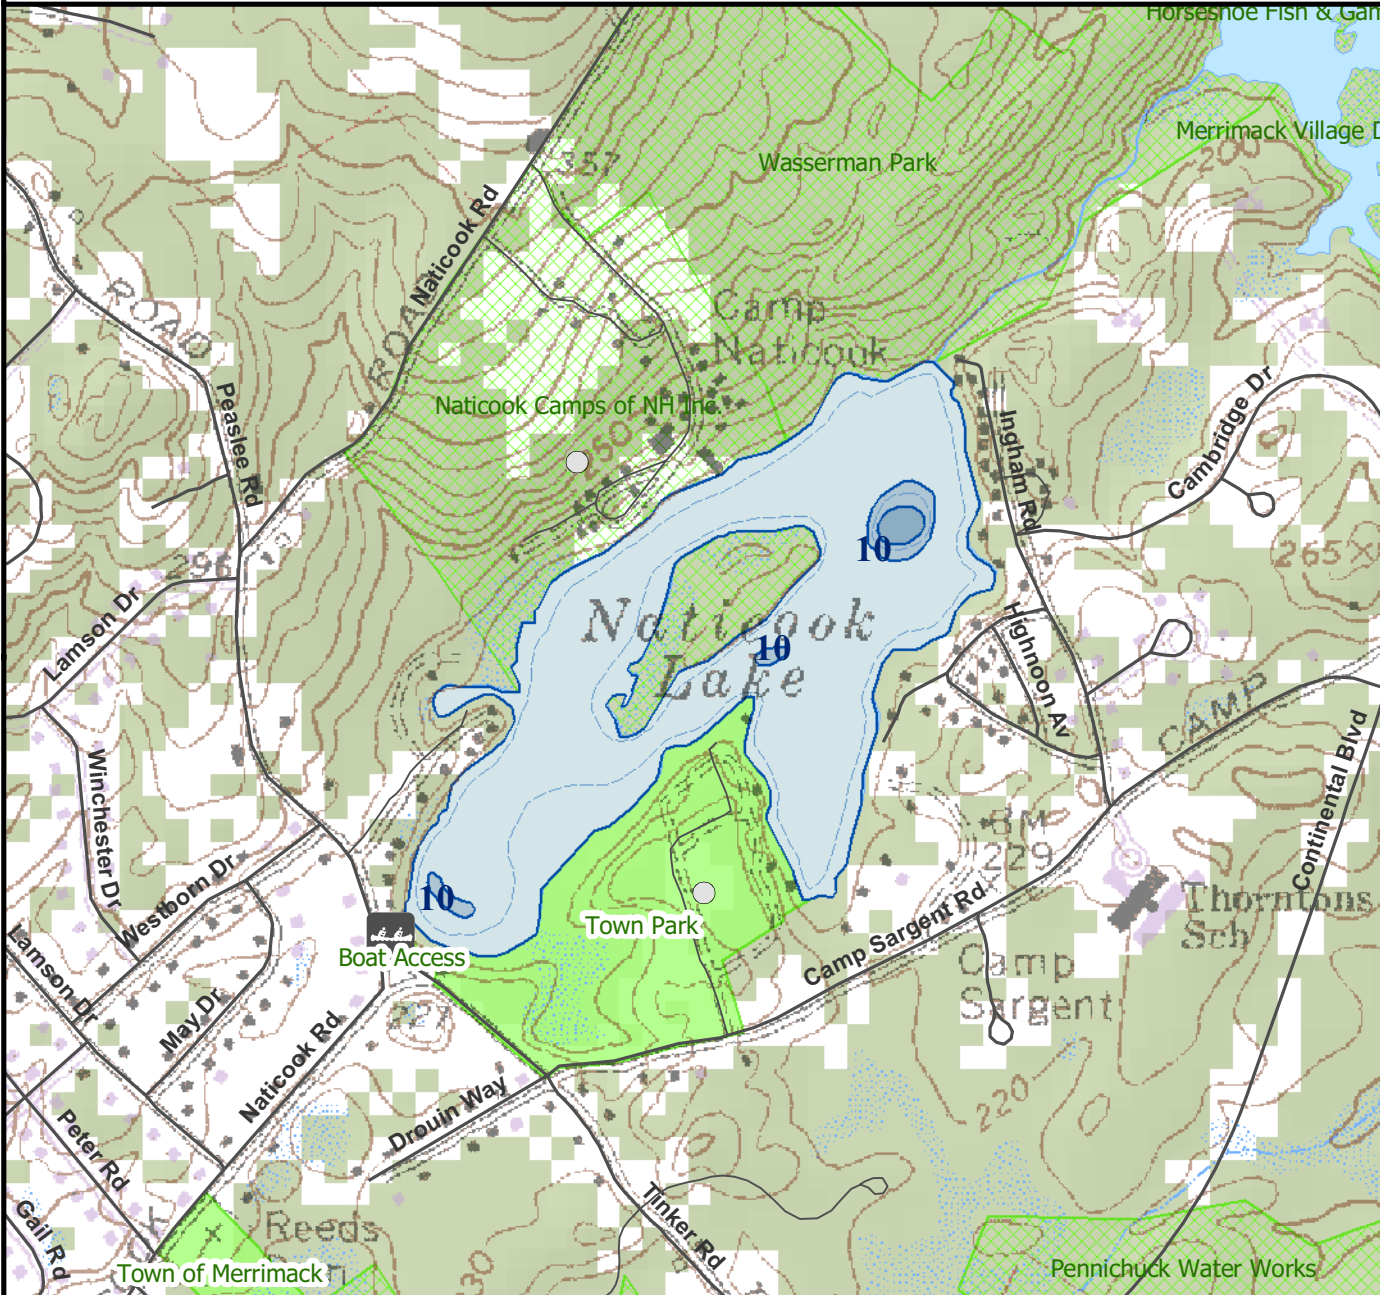 Horseshoe Fish & Gam
Merrimack Village D
200
Wasserman Park
357
Naticook Rd
ROAD
ROAD
Camp
Naticook
Peaslee Rd
Naticook Camps of NH Inc.
350
Ingham Rd
Cambridge Dr
10
265
296
Lamson Dr
Naticook
Lake
10
Highnoon Av
CAMP
Continental Blvd
Winchester Dr
BM
229
Westborn Dr
10
Thorntons
Sch
Town Park
Boat Access
Camp Sargent Rd
Camp
Sargent
Lamson Dr
May Dr
227
Naticook Rd
Drouin Way
220
Peter Rd
Tinker Rd
Gail Rd
Reeds
Town of Merrimack
30
Pennichuck Water Works